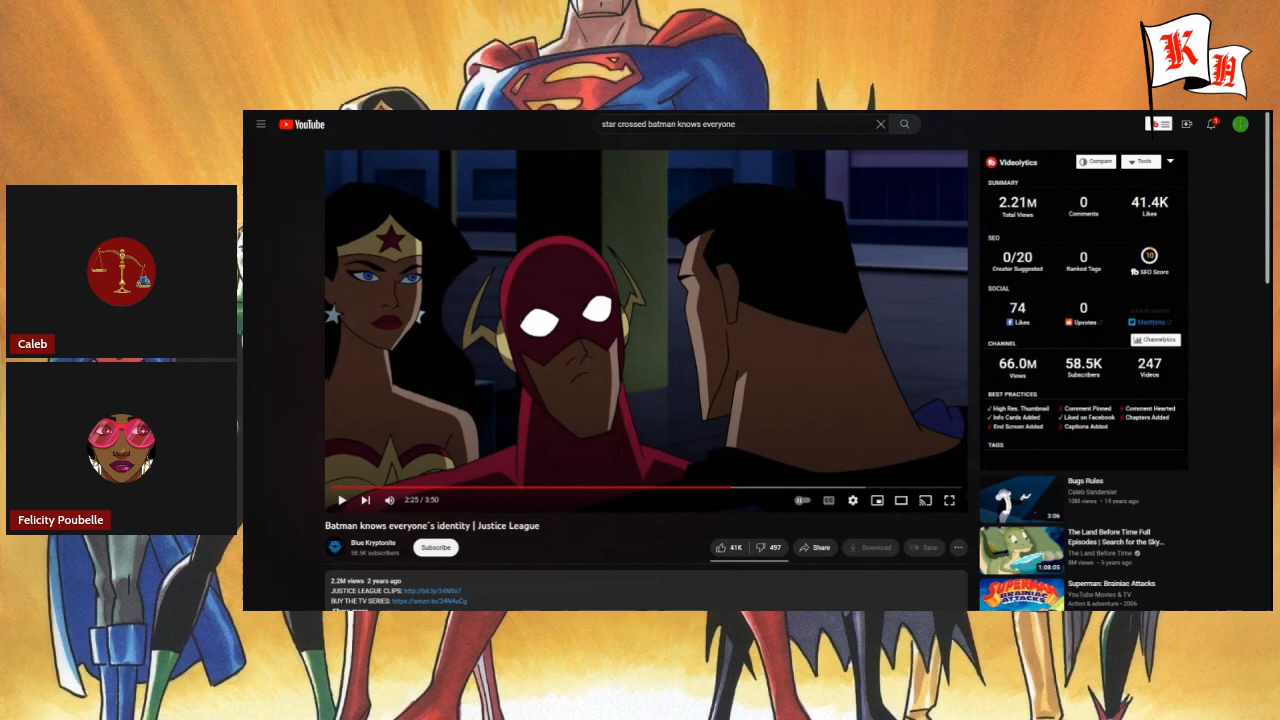 K H
YouTube
star crossed batman knows everyone
1
Caleb
Felicity Poubelle
2:25 / 3:50
Batman knows everyone's identity | Justice League
Blue Kryptonite
58.5K subscribers
Subscribe
41K
497
Share
Download
Save
2.2M views 2 years ago
JUSTICE LEAGUE CLIPS:
BUY THE TV SERIES:
Videolytics
Compare
Tools
SUMMARY
2.21M
0
41.4K
Total Views
Comments
Likes
SEO
0/20
0
10
Creator Suggested
Ranked Tags
SEO Score
SOCIAL
74
0
Likes
Upvotes
Mentions
CHANNEL
Channelytics
66.0M
58.5K
247
Views
Subscribers
Videos
BEST PRACTICES
High Res. Thumbnail
Comment Pinned
Comment Hearted
Info Cards Added
Liked on Facebook
Chapters Added
End Screen Added
Captions Added
TAGS
Bugs Rules
Caleb Sandersier
10M views • 14 years ago
3:06
The Land Before Time Full
Episodes | Search for the Sky...
The Land Before Time
8M views • 5 years ago
1:08:05
Superman: Brainiac Attacks
YouTube Movies & TV
Action & adventure • 2006
SUPERMAN
BRAINIAC
ATTACKS